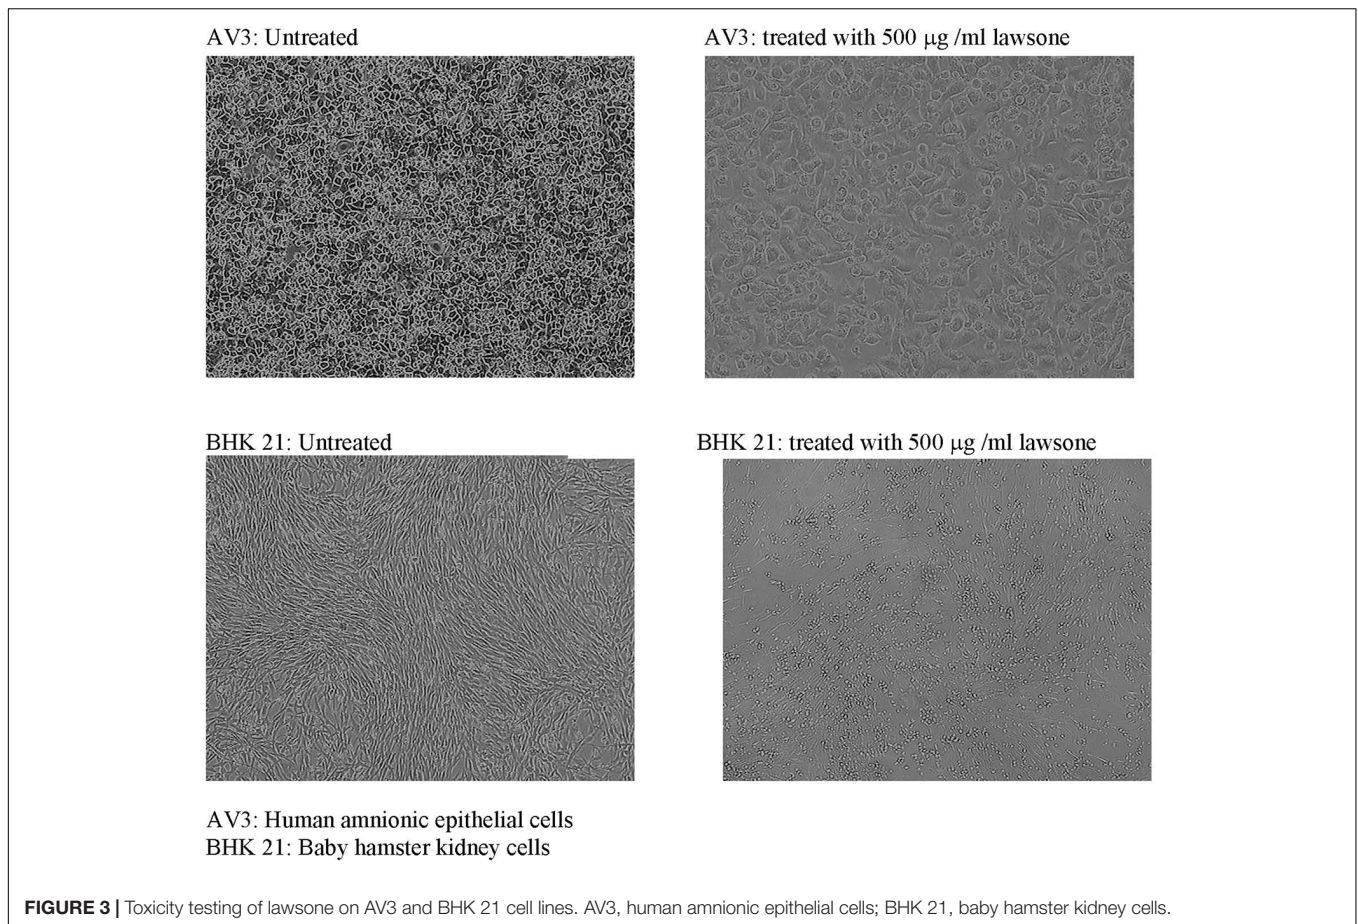 AV3: Untreated
AV3: treated with 500 µg /ml lawsone
BHK 21: Untreated
BHK 21: treated with 500 µg /ml lawsone
AV3: Human amnionic epithelial cells
BHK 21: Baby hamster kidney cells
FIGURE 3 | Toxicity testing of lawsone on AV3 and BHK 21 cell lines. AV3, human amnionic epithelial cells; BHK 21, baby hamster kidney cells.